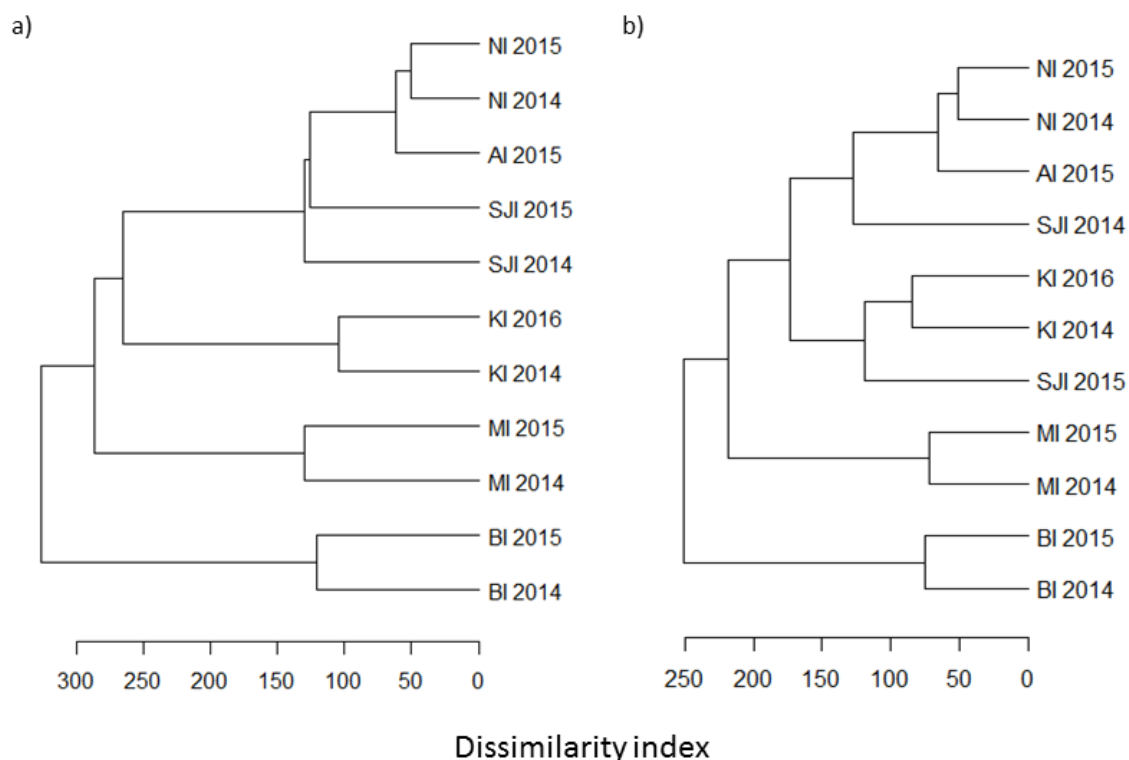 a)
NI 2015
NI 2014
AI 2015
SJI 2015
SJI 2014
KI 2016
KI 2014
MI 2015
MI 2014
BI 2015
BI 2014
300 250 200 150 100 50 0
b)
NI 2015
NI 2014
AI 2015
SJI 2014
KI 2016
KI 2014
SJI 2015
MI 2015
MI 2014
BI 2015
BI 2014
250 200 150 100 50 0
Dissimilarity index